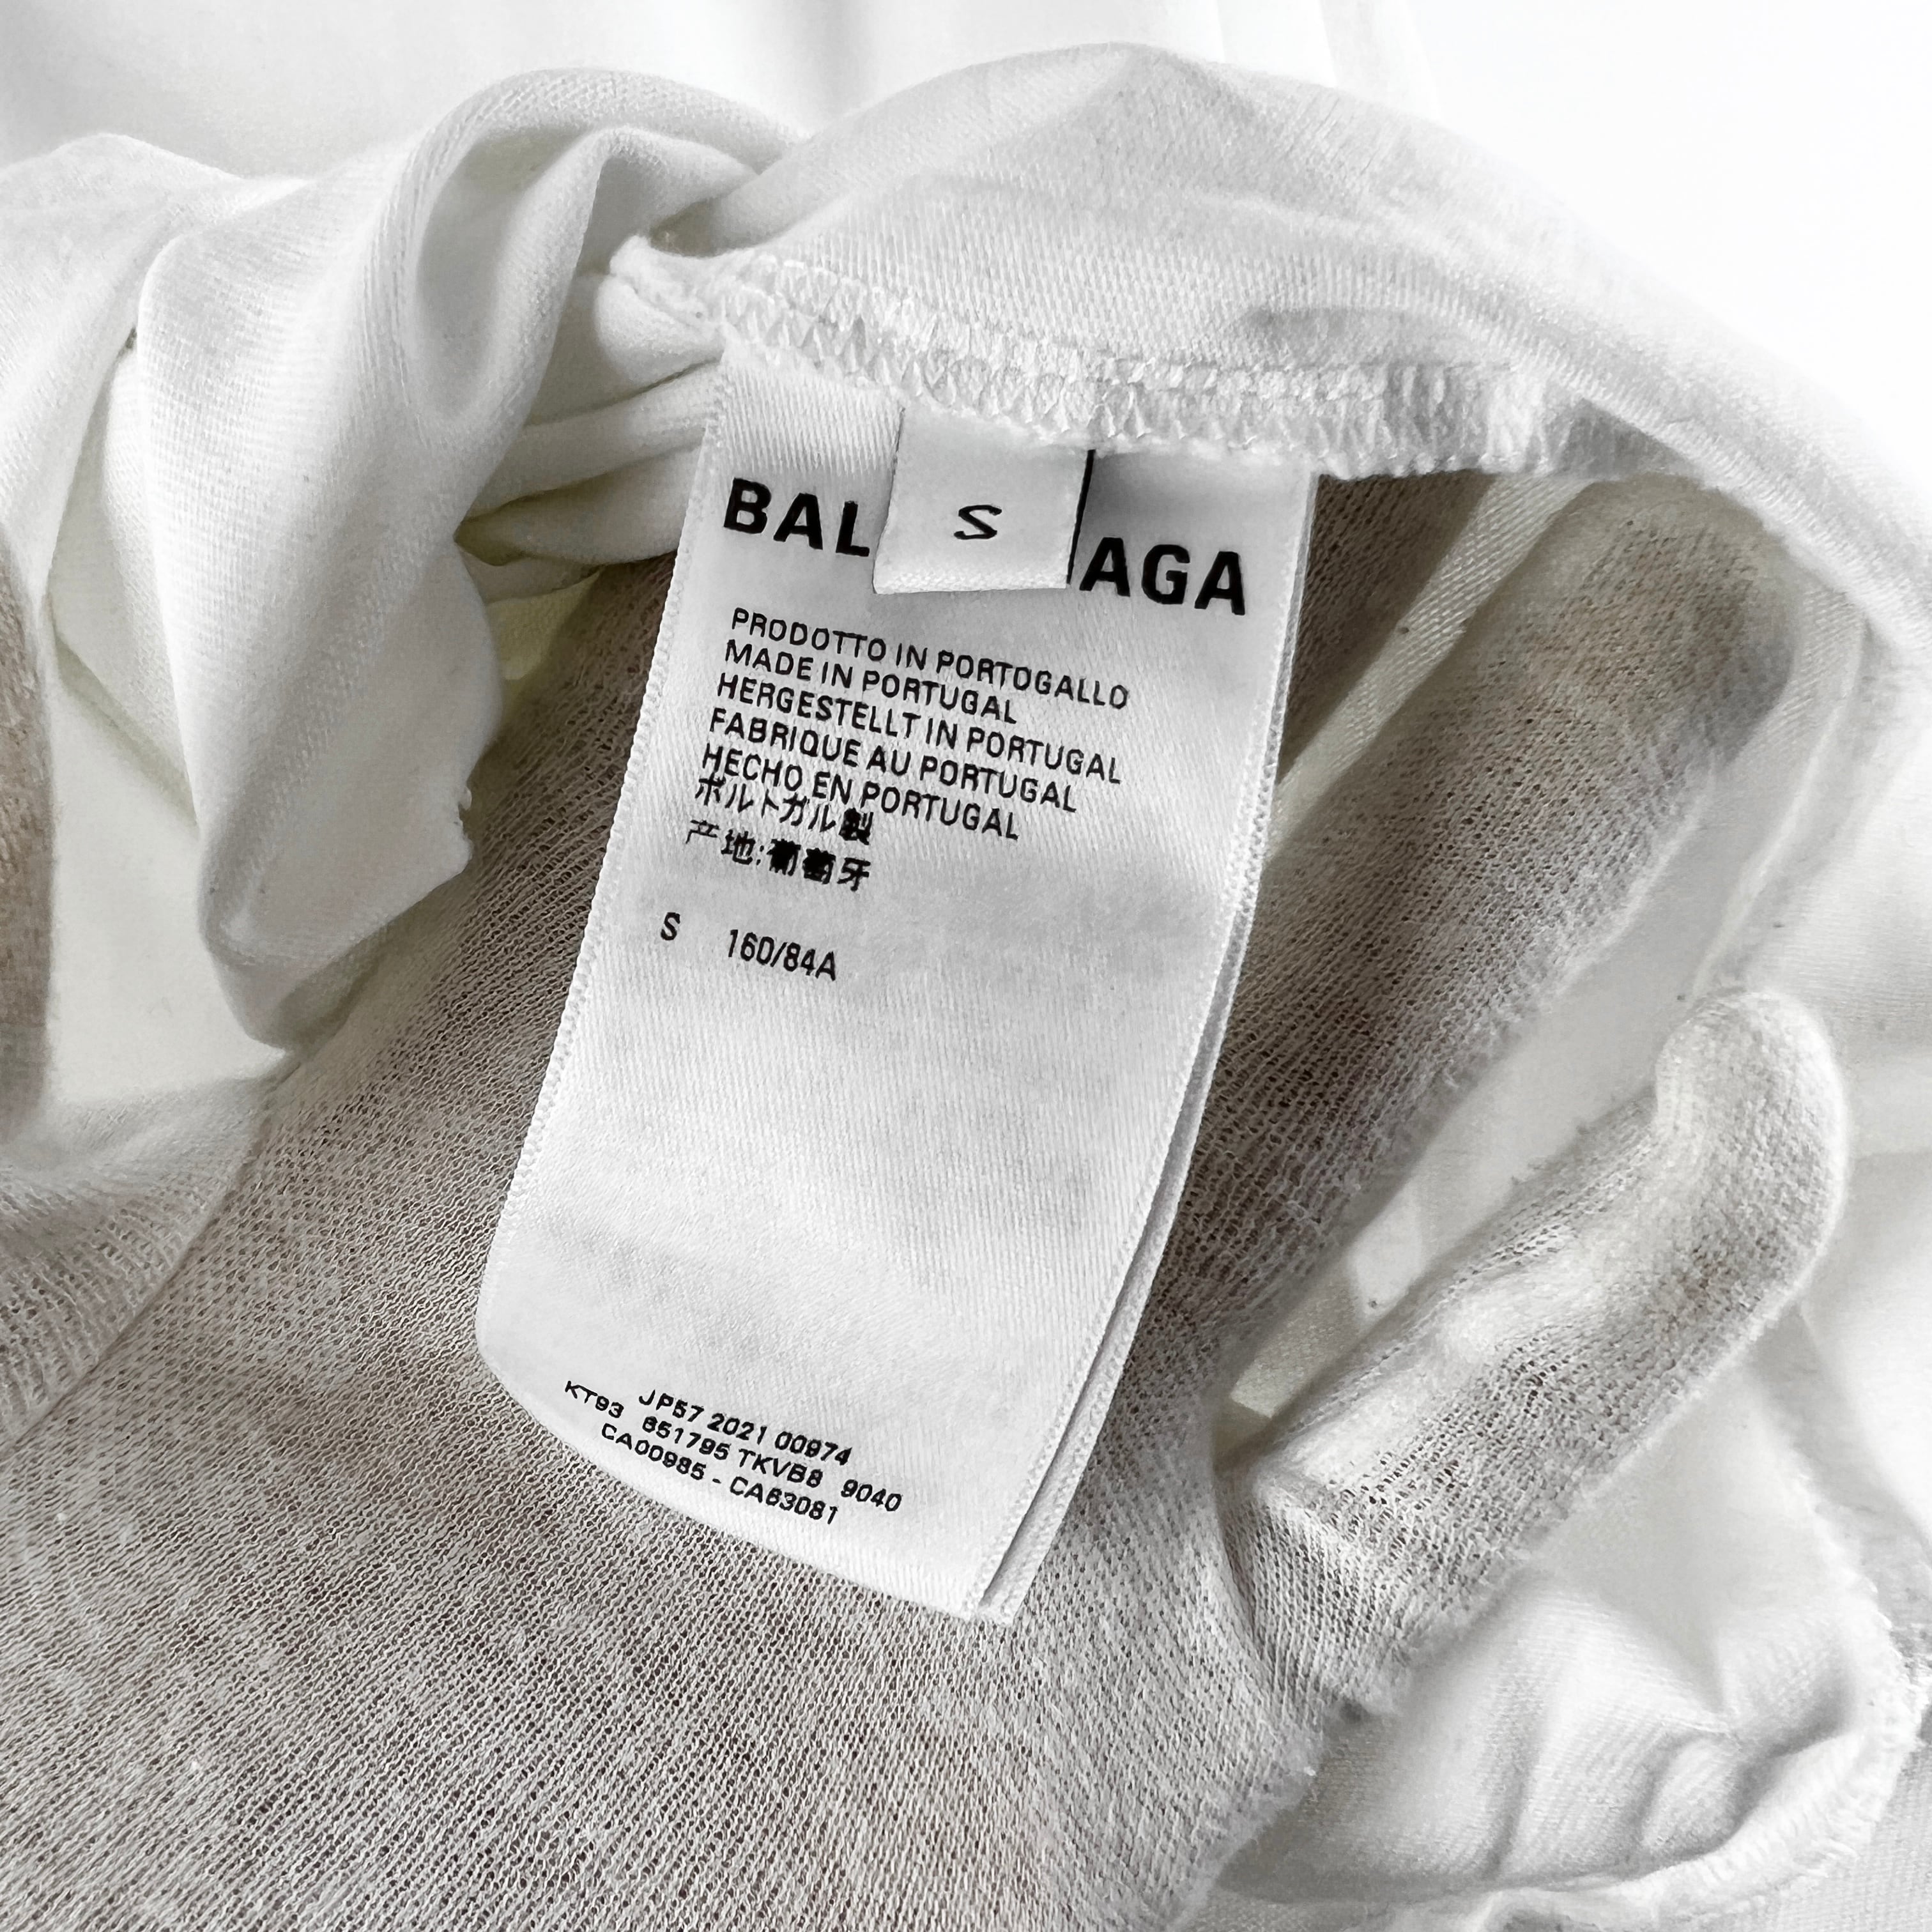 BAL S AGA
PRODOTTO IN PORTOGALLO
MADE IN PORTUGAL
HERGESTELLT IN PORTUGAL
FABRIQUE AU PORTUGAL
HECHO EN PORTUGAL
ポルトガル製
产地:葡萄牙
S 160/84A
JP57 2021 00974
KT93 651795 TKVB8 9040
CA00985 - CA63081